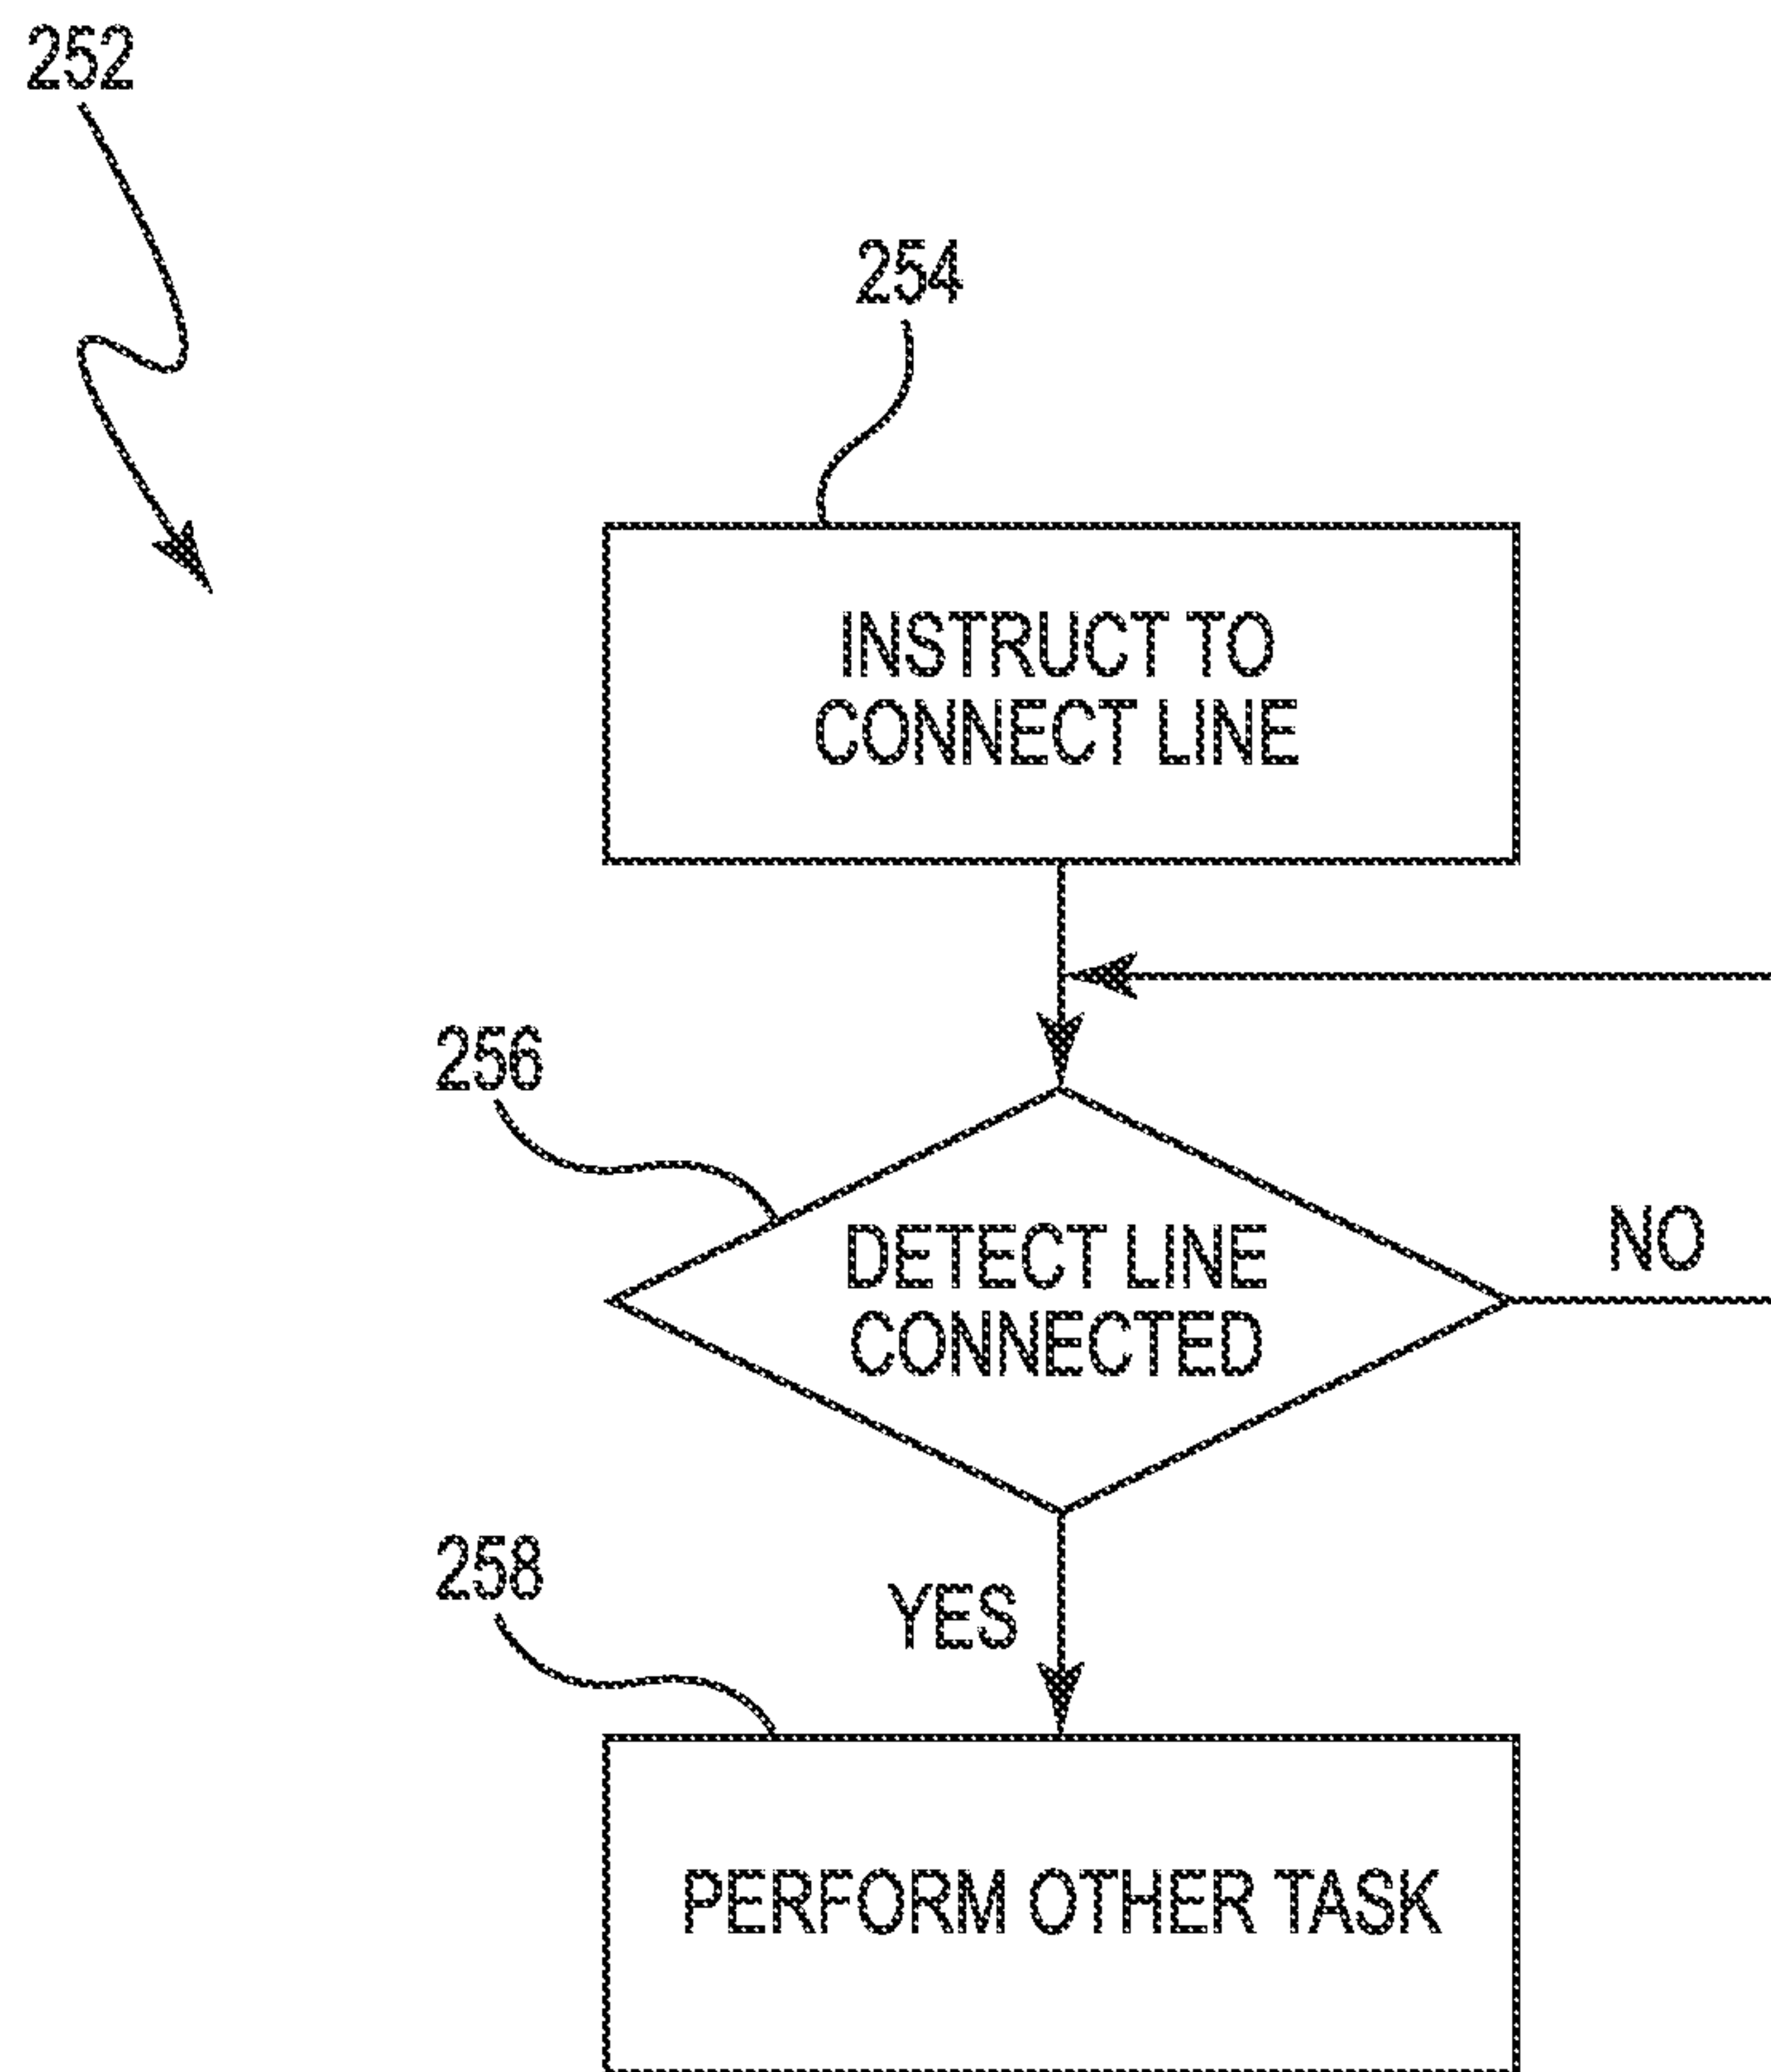 252
254
INSTRUCT TO
CONNECT LINE
256
DETECT LINE
CONNECTED
NO
258
YES
PERFORM OTHER TASK